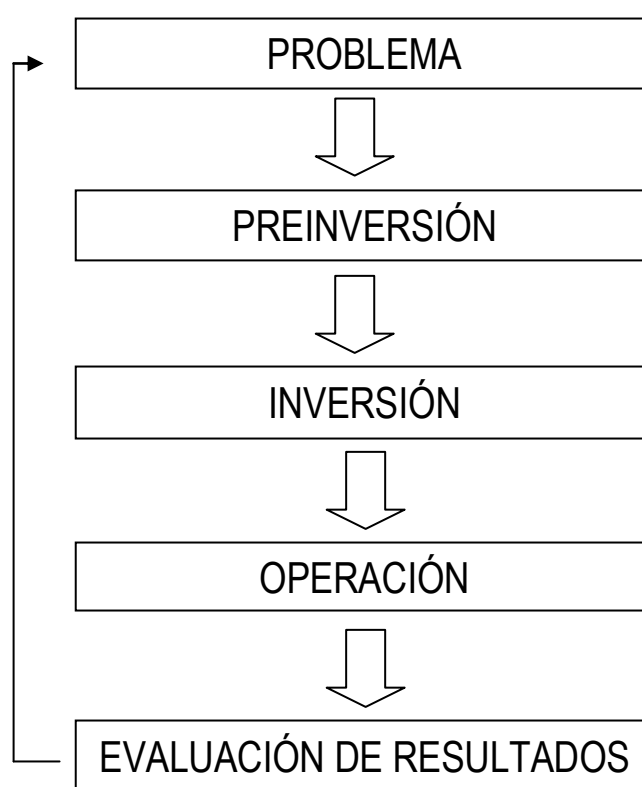 PROBLEMA
PREINVERSIÓN
INVERSIÓN
OPERACIÓN
EVALUACIÓN DE RESULTADOS